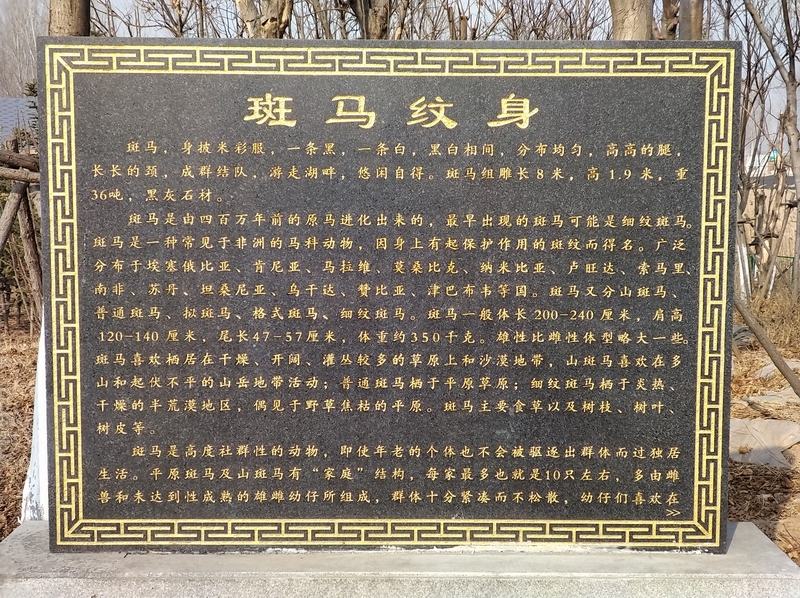 斑马纹身
斑马，身披米彩服，一条黑，一条白，黑白相间，分布均匀，高高的腿，
长长的颈，成群结队，游走湖畔，悠闲自得。斑马组雕长8米，高1.9米，重
36吨，黑灰石材。
斑马是由四百万年前的原马进化出来的，最早出现的斑马可能是细纹斑马。
斑马是一种常见于非洲的马科动物，因身上有起保护作用的斑纹而得名。广泛
分布于埃塞俄比亚、肯尼亚、马拉维、莫桑比克、纳米比亚、卢旺达、索马里、
南非、苏丹、坦桑尼亚、乌干达、赞比亚、津巴布韦等国。斑马又分山斑马、
普通斑马、拟斑马、格式斑马、细纹斑马。斑马一般体长200-240厘米，肩高
120-140厘米，尾长47-57厘米，体重约350千克。雄性比雌性体型略大一些。
斑马喜欢栖居在干燥、开阔、灌丛较多的草原上和沙漠地带，山斑马喜欢在多
山和起伏不平的山岳地带活动；普通斑马栖于平原草原；细纹斑马栖于炎热、
干燥的半荒漠地区，偶见于野草焦枯的平原。斑马主要食草以及树枝、树叶、
树皮等。
斑马是高度社群性的动物，即使年老的个体也不会被驱逐出群体而过独居
生活。平原斑马及山斑马有“家庭”结构，每家最多也就是10只左右，多由雌
兽和未达到性成熟的雄雌幼仔所组成，群体十分紧凑而不松散，幼仔们喜欢在
>>